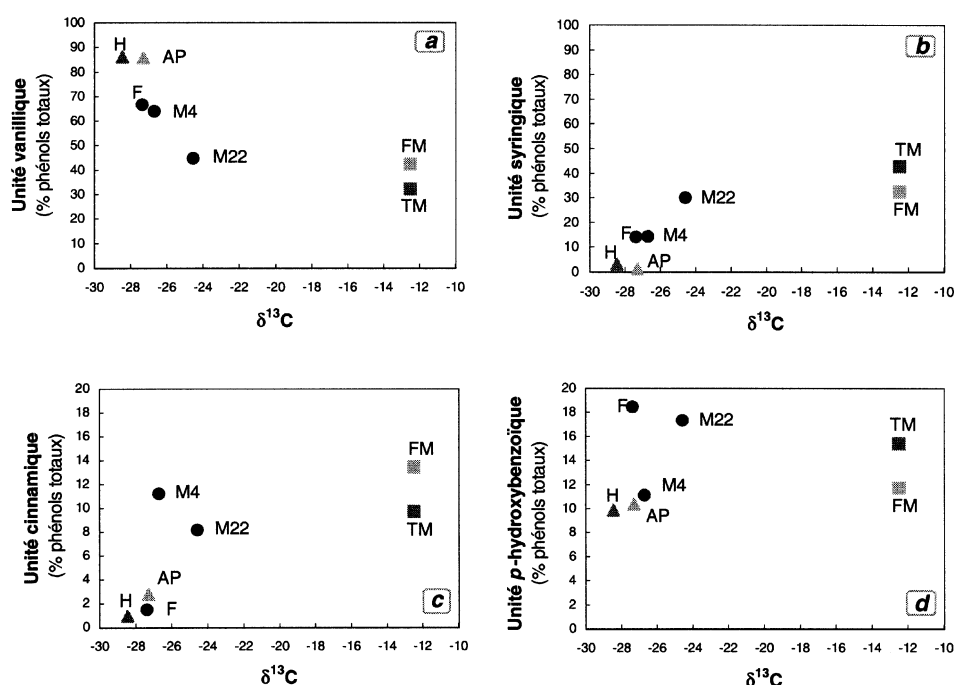 a
Unité vanillique
(% phénols totaux)
100
90
80
70
60
50
40
30
20
10
0
H
AP
F
M4
M22
FM
TM
-30 -28 -26 -24 -22 -20 -18 -16 -14 -12 -10
δ13C
b
Unité syringique
(% phénols totaux)
100
90
80
70
60
50
40
30
20
10
0
TM
FM
M22
F
M4
H
AP
-30 -28 -26 -24 -22 -20 -18 -16 -14 -12 -10
δ13C
c
Unité cinnamique
(% phénols totaux)
20
18
16
14
12
10
8
6
4
2
0
FM
M4
TM
M22
AP
H
F
-30 -28 -26 -24 -22 -20 -18 -16 -14 -12 -10
δ13C
d
Unité p-hydroxybenzoïque
(% phénols totaux)
20
18
16
14
12
10
8
6
4
2
0
F
M22
TM
M4
H
AP
FM
-30 -28 -26 -24 -22 -20 -18 -16 -14 -12 -10
δ13C